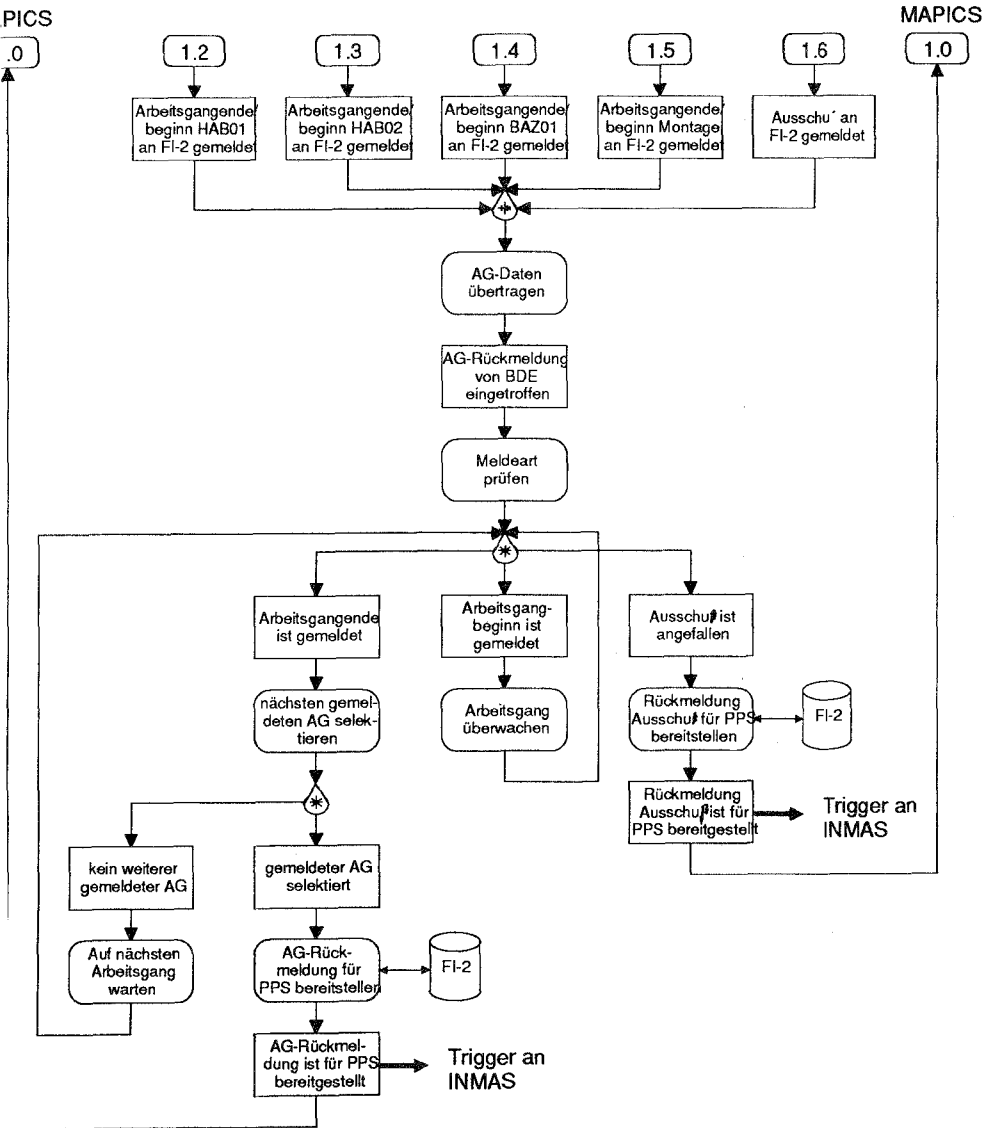 .PICS
MAPICS
.0
1.2
1.3
1.4
1.5
1.6
1.0
Arbeitsgangende/
beginn HAB01
an FI-2 gemeldet
Arbeitsgangende/
beginn HAB02
an FI-2 gemeldet
Arbeitsgangende/
beginn BAZ01
an FI-2 gemeldet
Arbeitsgangende/
beginn Montage
an FI-2 gemeldet
Ausschu´ an
FI-2 gemeldet
AG-Daten
übertragen
AG-Rückmeldung
von BDE
eingetroffen
Meldeart
prüfen
Arbeitsgangende
ist gemeldet
Arbeitsgang-
beginn ist
gemeldet
Ausschuß ist
angefallen
nächsten gemel-
deten AG selek-
tieren
Arbeitsgang
überwachen
Rückmeldung
Ausschuß für PPS
bereitstellen
FI-2
Rückmeldung
Ausschuß ist für
PPS bereitgestellt
Trigger an
INMAS
kein weiterer
gemeldeter AG
gemeldeter AG
selektiert
Auf nächsten
Arbeitsgang
warten
AG-Rück-
meldung für
PPS bereitsteller
FI-2
AG-Rückmel-
dung ist für PPS
bereitgestellt
Trigger an
INMAS